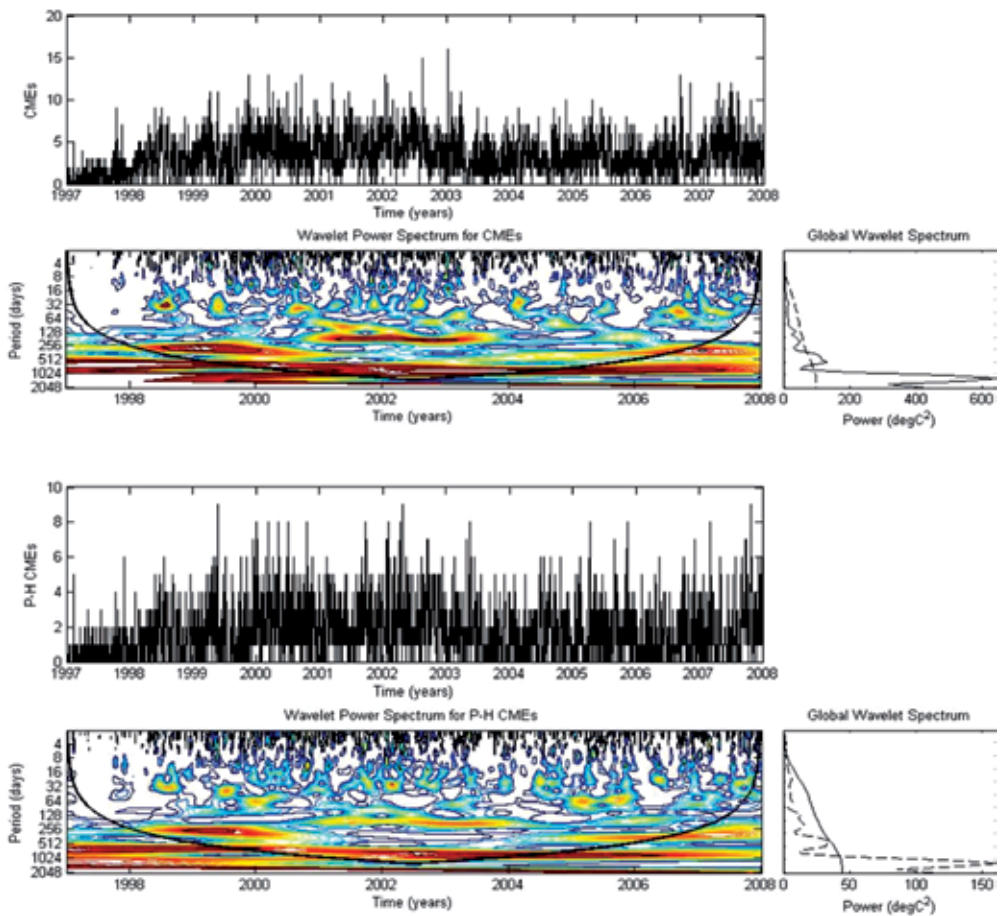 20
15
10
5
0
CMEs
1997 1998 1999 2000 2001 2002 2003 2004 2005 2006 2007 2008
Time (years)
Wavelet Power Spectrum for CMEs
Global Wavelet Spectrum
Period (days)
4
8
16
32
64
128
256
512
1024
2048
1998 2000 2002 2004 2006 2008
Time (years)
0 200 400 600
Power (degC²)
10
8
6
4
2
0
P-H CMEs
1997 1998 1999 2000 2001 2002 2003 2004 2005 2006 2007 2008
Time (years)
Wavelet Power Spectrum for P-H CMEs
Global Wavelet Spectrum
Period (days)
4
8
16
32
64
128
256
512
1024
2048
1998 2000 2002 2004 2006 2008
Time (years)
0 50 100 150
Power (degC²)